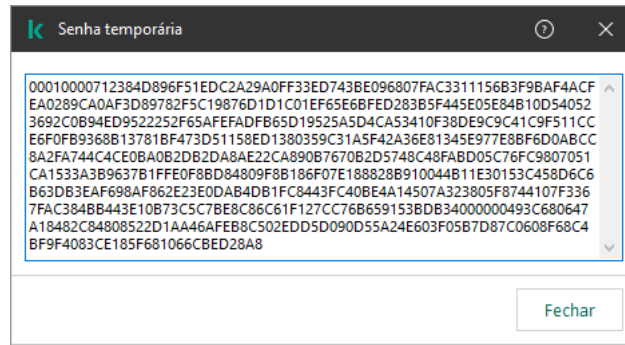 Senha temporária
00010000712384D896F51EDC2A29A0FF33ED743BE096807FAC3311156B3F9BAF4ACF
EA0289CA0AF3D89782F5C19876D1D1C01EF65E6BFED283B5F445E05E84B10D54052
3692C0B94ED9522252F65AFEFADFB65D19525A5D4CA53410F38DE9C9C41C9F511CC
E6F0FB9368B13781BF473D51158ED1380359C31A5F42A36E81345E977E8BF6D0ABCC
8A2FA744C4CE0BA0B2DB2DA8AE22CA890B7670B2D5748C48FABD05C76FC9807051
CA1533A3B9637B1FFE0F8BD84809F8B186F07E188828B910044B11E30153C458D6C6
B63DB3EAF698AF862E23E0DAB4DB1FC8443FC40BE4A14507A323805F8744107F336
7FAC384BB443E10B73C5C7BE8C86C61F127CC76B659153BDB34000000493C680647
A18482C84808522D1AA46AFEB8C502EDD5D090D55A24E603F05B7D87C0608F68C4
BF9F4083CE185F681066CBED28A8
Fechar